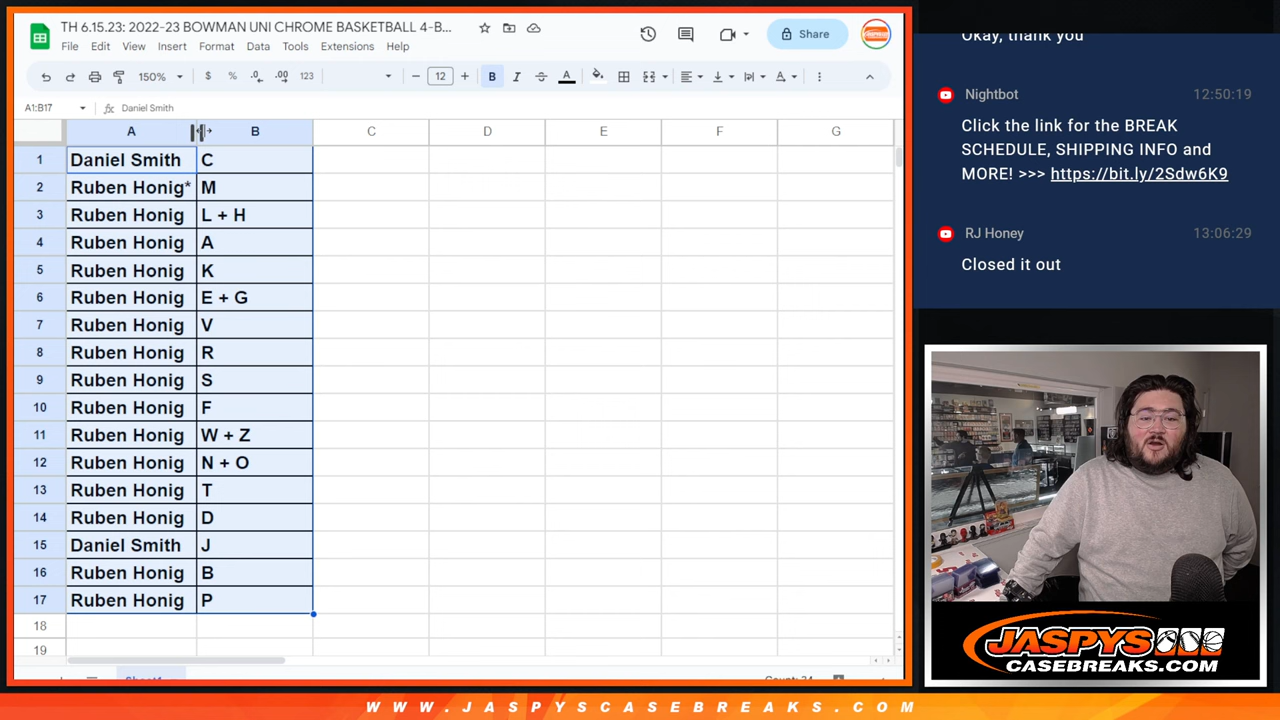 TH 6.15.23: 2022-23 BOWMAN UNI CHROME BASKETBALL 4-B...
File Edit View Insert Format Data Tools Extensions Help
Share
150% $ % .0 .00 123 12 B I A
A1:B17 fx Daniel Smith
A B C D E F G
1 Daniel Smith C
2 Ruben Honig* M
3 Ruben Honig L + H
4 Ruben Honig A
5 Ruben Honig K
6 Ruben Honig E + G
7 Ruben Honig V
8 Ruben Honig R
9 Ruben Honig S
10 Ruben Honig F
11 Ruben Honig W + Z
12 Ruben Honig N + O
13 Ruben Honig T
14 Ruben Honig D
15 Daniel Smith J
16 Ruben Honig B
17 Ruben Honig P
18
19
Okay, thank you
Nightbot 12:50:19
Click the link for the BREAK
SCHEDULE, SHIPPING INFO and
MORE! >>> https://bit.ly/2Sdw6K9
RJ Honey 13:06:29
Closed it out
JASPYS
CASEBREAKS.COM
WWW.JASPYSCASEBREAKS.COM